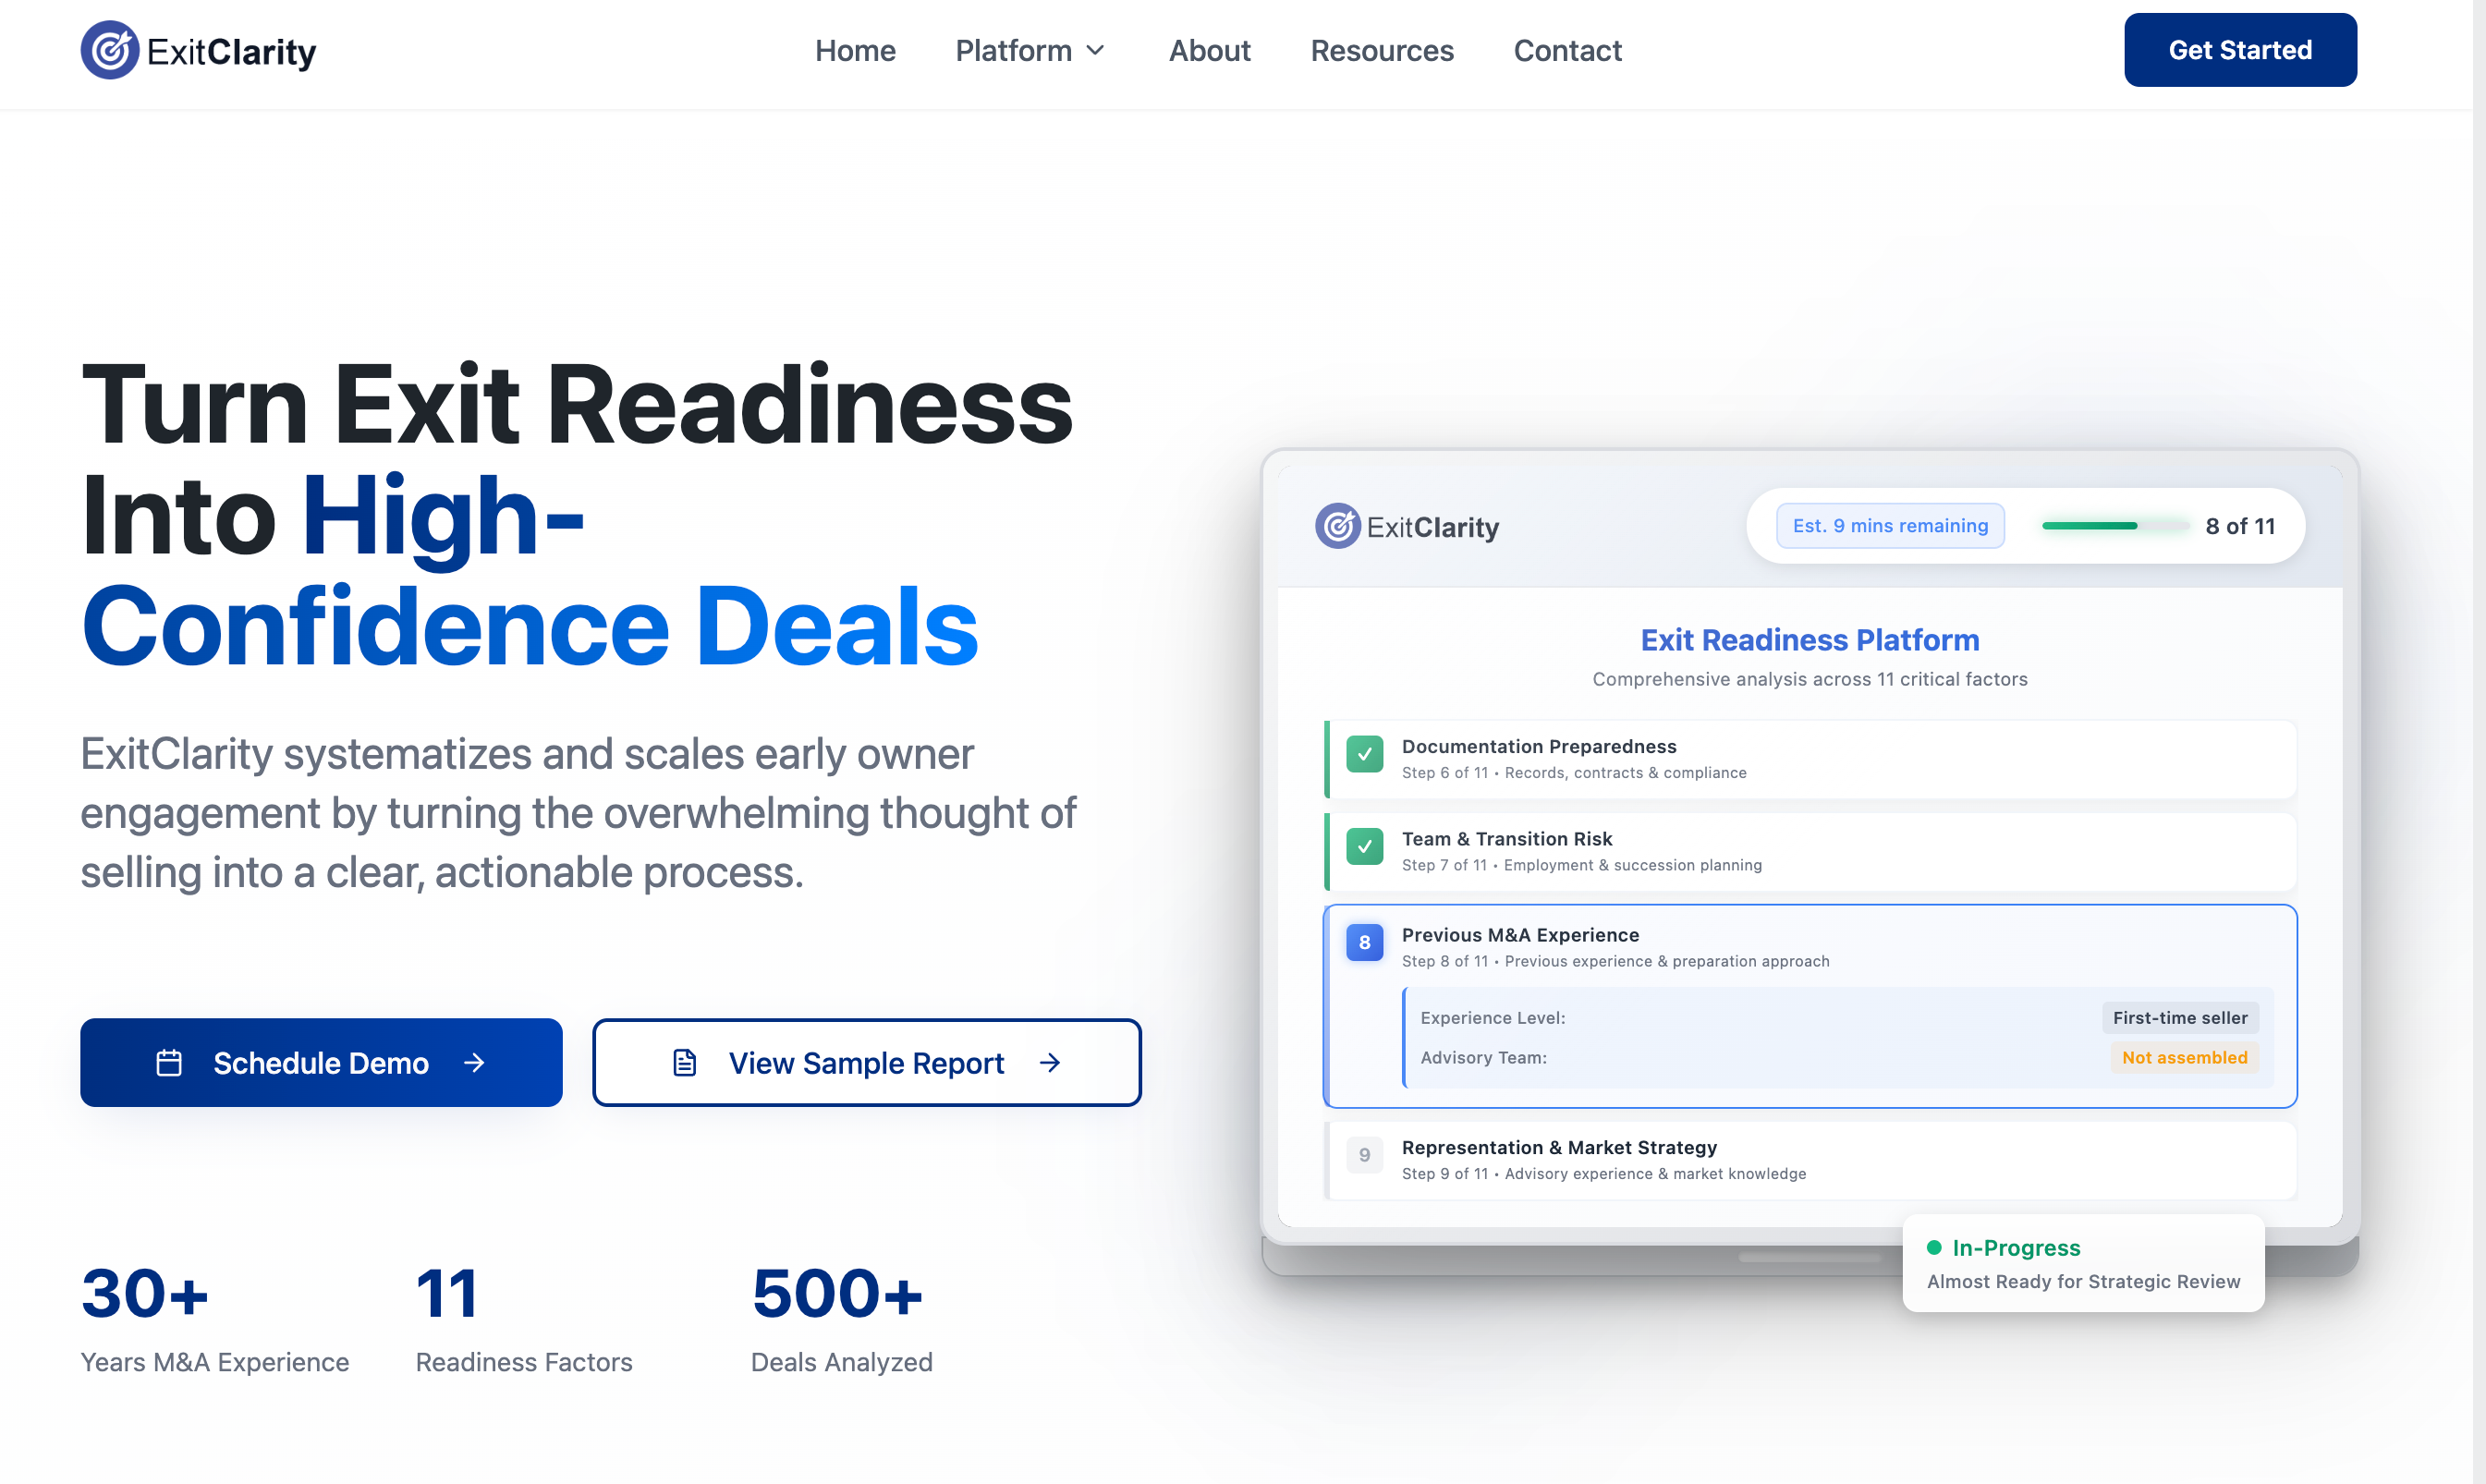 ExitClarity
Home
Platform
About
Resources
Contact
Get Started
Turn Exit Readiness
Into High-
Confidence Deals
ExitClarity systematizes and scales early owner
engagement by turning the overwhelming thought of
selling into a clear, actionable process.
Schedule Demo
View Sample Report
30+
Years M&A Experience
11
Readiness Factors
500+
Deals Analyzed
ExitClarity
Est. 9 mins remaining
8 of 11
Exit Readiness Platform
Comprehensive analysis across 11 critical factors
Documentation Preparedness
Step 6 of 11 • Records, contracts & compliance
Team & Transition Risk
Step 7 of 11 • Employment & succession planning
8
Previous M&A Experience
Step 8 of 11 • Previous experience & preparation approach
Experience Level:
First-time seller
Advisory Team:
Not assembled
9
Representation & Market Strategy
Step 9 of 11 • Advisory experience & market knowledge
In-Progress
Almost Ready for Strategic Review